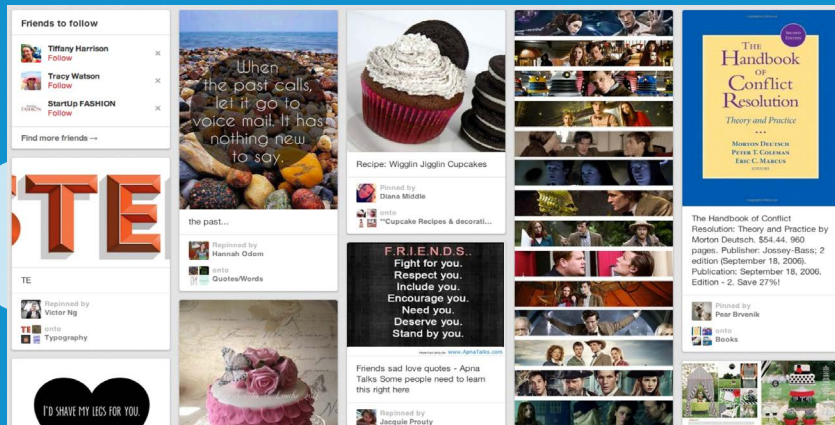 Friends to follow
Tiffany Harrison
Follow
Tracy Watson
Follow
StartUp FASHION
Follow
Find more friends →
STE
TE
Repinned by
Victor Ng
onto
Typography
I'D SHAVE MY LEGS FOR YOU.
When
the past calls,
let it go to
voice mail. It has
nothing new
to say.
the past...
Repinned by
Hannah Odom
onto
Quotes/Words
Recipe: Wigglin Jigglin Cupcakes
Pinned by
Diana Middle
onto
""Cupcake Recipes & decorati...
F.R.I.E.N.D.S..
Fight for you.
Respect you.
Include you.
Encourage you.
Need you.
Deserve you.
Stand by you.
www.ApnaTalks.com
Friends sad love quotes - Apna
Talks Some people need to learn
this right here
Repinned by
Jacquie Prouty
SECOND
EDITION
THE
Handbook
OF
Conflict
Resolution
Theory and Practice
MORTON DEUTSCH
PETER T. COLEMAN
ERIC C. MARCUS
EDITORS
The Handbook of Conflict
Resolution: Theory and Practice by
Morton Deutsch. $54.44. 960
pages. Publisher: Jossey-Bass; 2
edition (September 18, 2006).
Publication: September 18, 2006.
Edition - 2. Save 27%!
Pinned by
Pear Brvenik
onto
Books